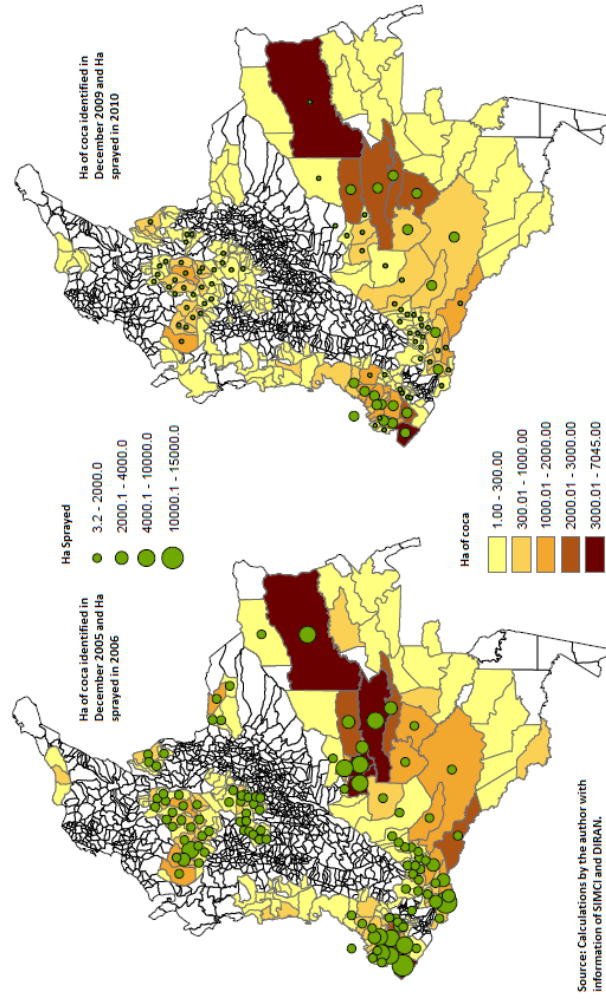 Ha of coca identified in
December 2005 and Ha
sprayed in 2006
Ha Sprayed
3.2 - 2000.0
2000.1 - 4000.0
4000.1 - 10000.0
10000.1 - 15000.0
Ha of coca identified in
December 2009 and Ha
sprayed in 2010
Ha of coca
1.00 - 300.00
300.01 - 1000.00
1000.01 - 2000.00
2000.01 - 3000.00
3000.01 - 7045.00
Source: Calculations by the author with
information of SIMCI and DIRAN.